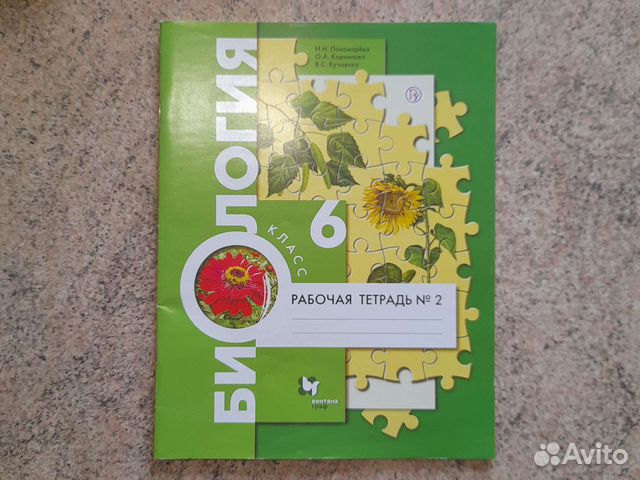 И.Н. Пономарёва
О.А. Корнилова
В.С. Кучменко
БИОЛОГИЯ
6
КЛАСС
РАБОЧАЯ ТЕТРАДЬ № 2
вентана
граф
Avito